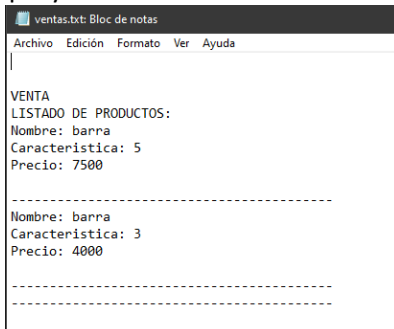 ventas.txt: Bloc de notas
Archivo Edición Formato Ver Ayuda
VENTA
LISTADO DE PRODUCTOS:
Nombre: barra
Caracteristica: 5
Precio: 7500
------------------------------------------
Nombre: barra
Caracteristica: 3
Precio: 4000
------------------------------------------
------------------------------------------